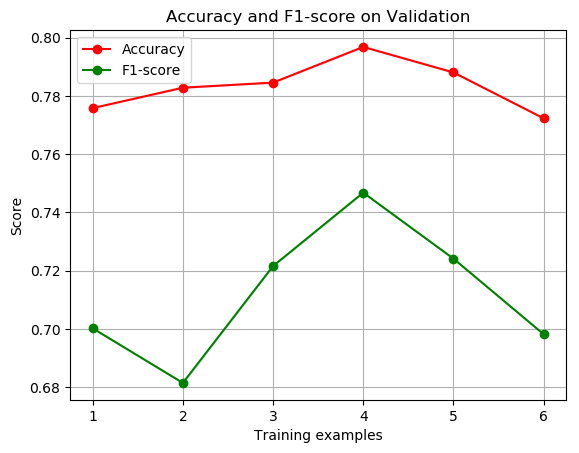 Accuracy and F1-score on Validation
Accuracy
F1-score
0.80
0.78
0.76
0.74
0.72
0.70
0.68
Score
1 2 3 4 5 6
Training examples